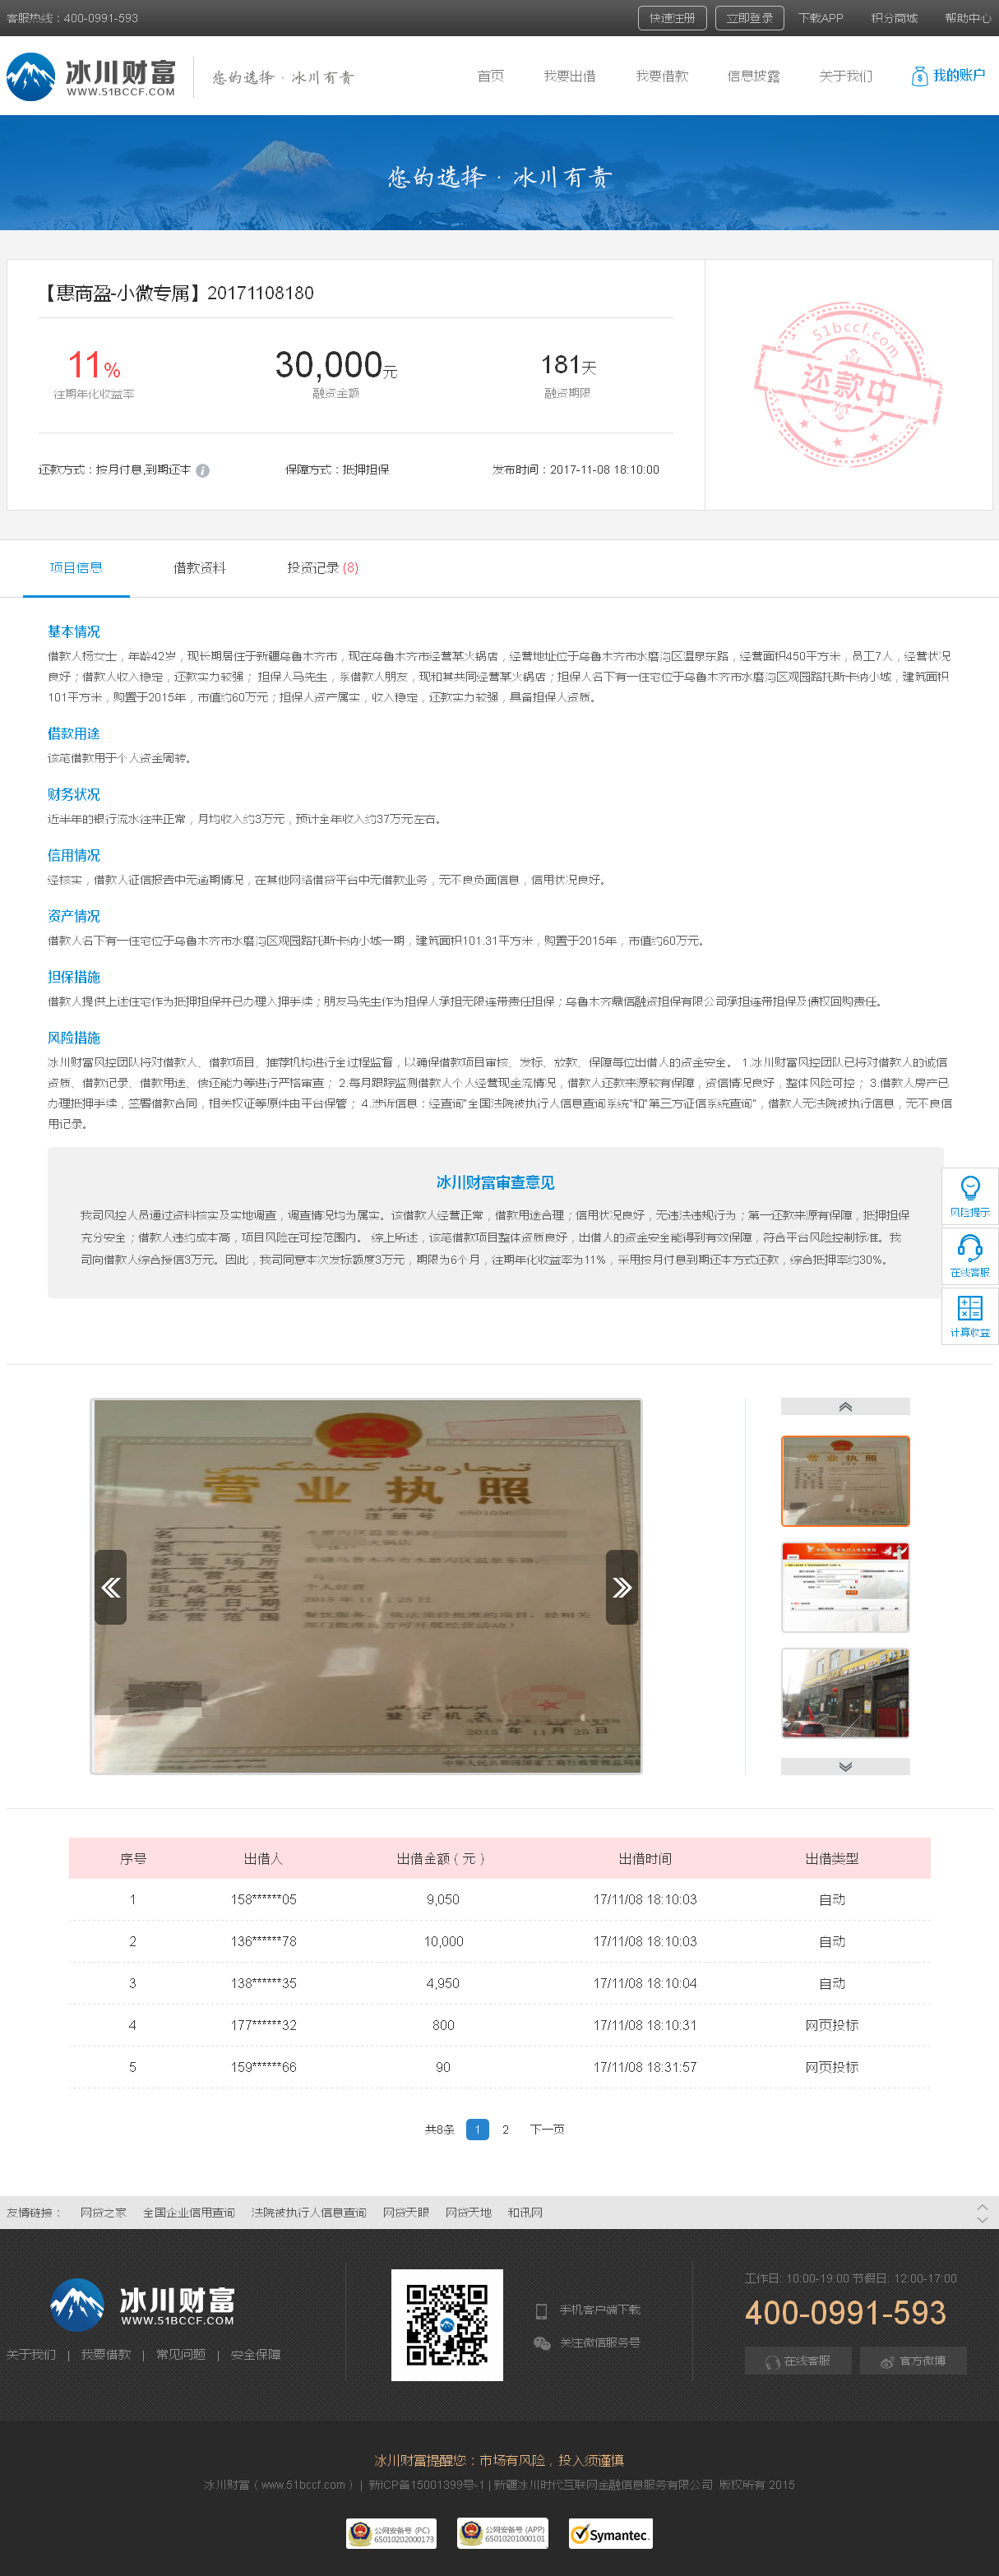 客服热线：400-0991-593
快速注册 立即登录 下载APP 积分商城 帮助中心
冰川财富
WWW.51BCCF.COM
您的选择·冰川有责
首页 我要出借 我要借款 信息披露 关于我们 我的账户
您的选择·冰川有责
【惠商盈-小微专属】20171108180
11% 30,000元 181天
往期年化收益率 融资金额 融资期限
51bccf.com
还款中
还款方式：按月付息,到期还本 保障方式：抵押担保 发布时间：2017-11-08 18:10:00
项目信息 借款资料 投资记录 (8)
基本情况
借款人杨女士，年龄42岁，现长期居住于新疆乌鲁木齐市，现在乌鲁木齐市经营某火锅店，经营地址位于乌鲁木齐市水磨沟区温泉东路，经营面积450平方米，员工7人，经营状况
良好；借款人收入稳定，还款实力较强； 担保人马先生，系借款人朋友，现和其共同经营某火锅店；担保人名下有一住宅位于乌鲁木齐市水磨沟区观园路托斯卡纳小城，建筑面积
101平方米，购置于2015年，市值约60万元；担保人资产属实，收入稳定，还款实力较强，具备担保人资质。
借款用途
该笔借款用于个人资金周转。
财务状况
近半年的银行流水往来正常，月均收入约3万元，预计全年收入约37万元左右。
信用情况
经核实，借款人征信报告中无逾期情况，在其他网络借贷平台中无借款业务，无不良负面信息，信用状况良好。
资产情况
借款人名下有一住宅位于乌鲁木齐市水磨沟区观园路托斯卡纳小城一期，建筑面积101.31平方米，购置于2015年，市值约60万元。
担保措施
借款人提供上述住宅作为抵押担保并已办理入押手续；朋友马先生作为担保人承担无限连带责任担保；乌鲁木齐鼎信融资担保有限公司承担连带担保及债权回购责任。
风险措施
冰川财富风控团队将对借款人、借款项目、推荐机构进行全过程监督，以确保借款项目审核、发标、放款、保障每位出借人的资金安全。 1.冰川财富风控团队已将对借款人的诚信
资质、借款记录、借款用途、偿还能力等进行严格审查； 2.每月跟踪监测借款人个人经营现金流情况，借款人还款来源较有保障，资信情况良好，整体风险可控； 3.借款人房产已
办理抵押手续，签署借款合同，相关权证等原件由平台保管； 4.涉诉信息：经查询"全国法院被执行人信息查询系统"和"第三方征信系统查询"，借款人无法院被执行信息，无不良信
用记录。
冰川财富审查意见
我司风控人员通过资料核实及实地调查，调查情况均为属实。该借款人经营正常，借款用途合理；信用状况良好，无违法违规行为；第一还款来源有保障，抵押担保
充分安全；借款人违约成本高，项目风险在可控范围内。 综上所述，该笔借款项目整体资质良好，出借人的资金安全能得到有效保障，符合平台风险控制标准。我
司向借款人综合授信3万元。因此，我司同意本次发标额度3万元，期限为6个月，往期年化收益率为11%，采用按月付息到期还本方式还款，综合抵押率约30%。
风险提示
在线客服
计算收益
营业执照
注册号
2015年11月25日
登记机关
2015年11月25日
序号 出借人 出借金额（元） 出借时间 出借类型
1 158******05 9,050 17/11/08 18:10:03 自动
2 136******78 10,000 17/11/08 18:10:03 自动
3 138******35 4,950 17/11/08 18:10:04 自动
4 177******32 800 17/11/08 18:10:31 网页投标
5 159******66 90 17/11/08 18:31:57 网页投标
共8条 1 2 下一页
友情链接： 网贷之家 全国企业信用查询 法院被执行人信息查询 网贷天眼 网贷天地 和讯网
冰川财富
WWW.51BCCF.COM
关于我们 | 我要借款 | 常见问题 | 安全保障
手机客户端下载
关注微信服务号
工作日: 10:00-19:00 节假日: 12:00-17:00
400-0991-593
在线客服 官方微博
冰川财富提醒您：市场有风险，投入须谨慎
冰川财富（www.51bccf.com） | 新ICP备15001399号-1 | 新疆冰川时代互联网金融信息服务有限公司 版权所有 2015
公网安备号 (PC) 65010202000173
公网安备号 (APP) 65010201000101
Symantec.